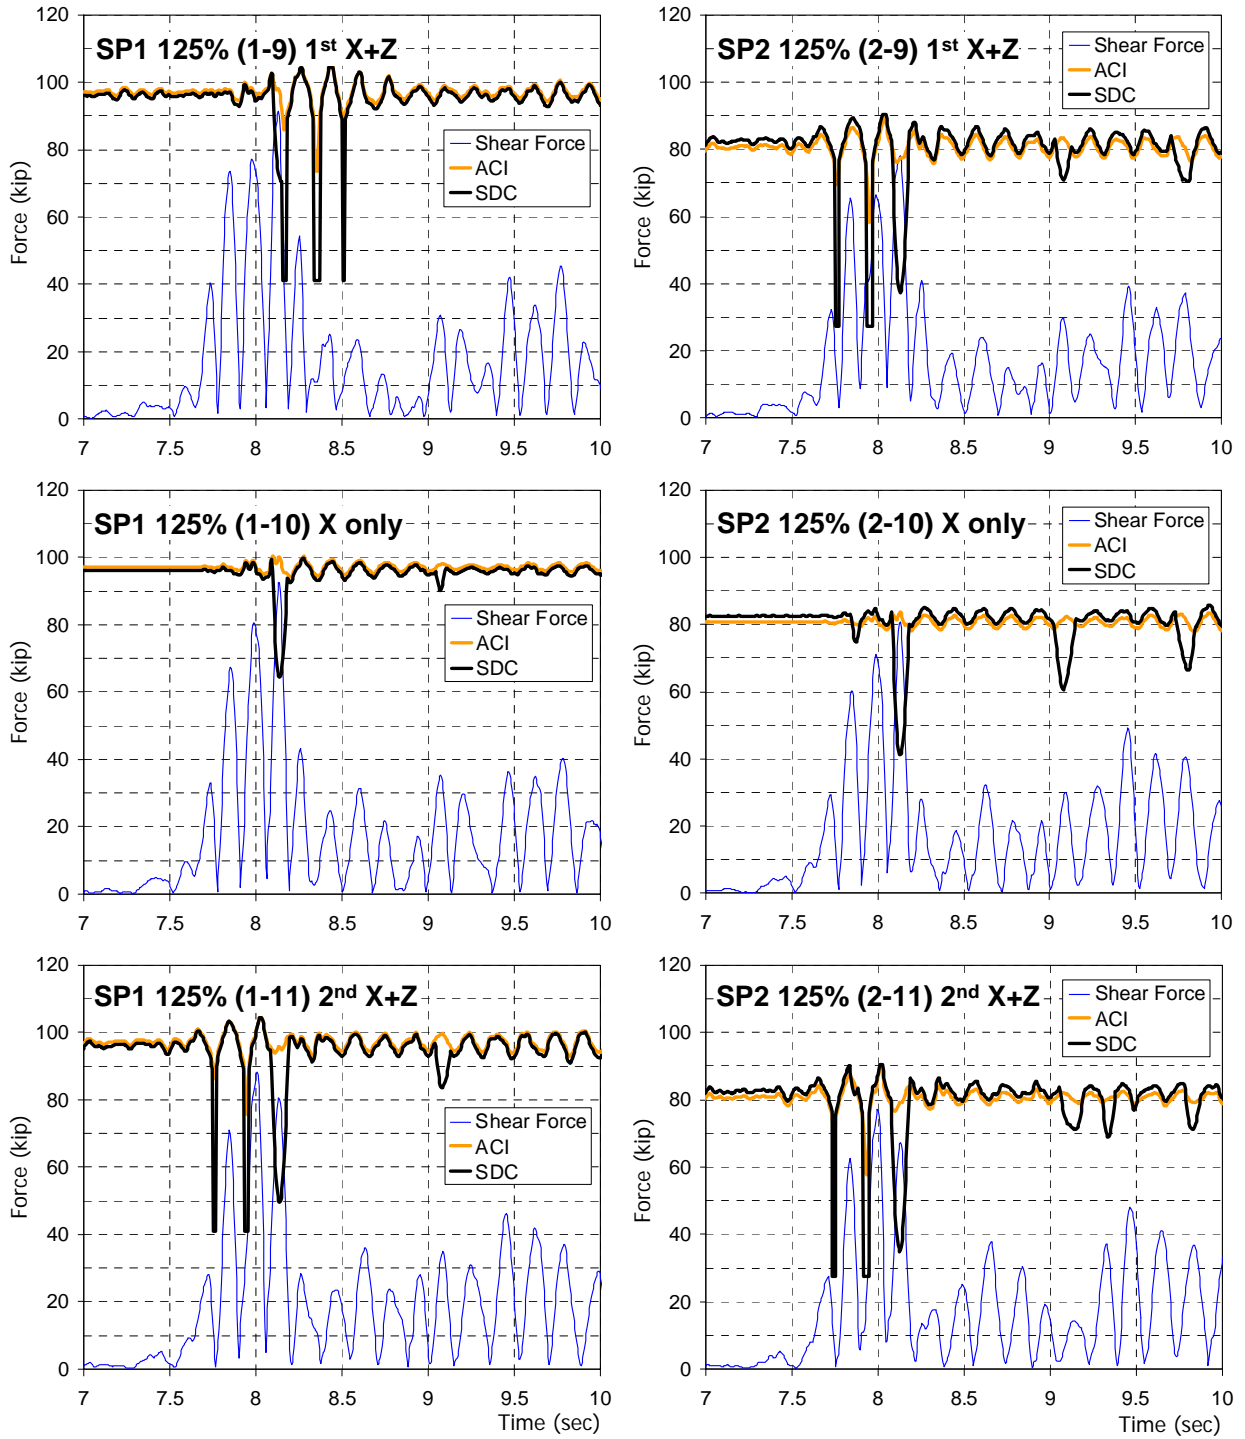 SP1 125% (1-9) 1st X+Z
Force (kip)
120
100
80
60
40
20
0
Shear Force
ACI
SDC
7 7.5 8 8.5 9 9.5 10
SP2 125% (2-9) 1st X+Z
Force (kip)
120
100
80
60
40
20
0
Shear Force
ACI
SDC
7 7.5 8 8.5 9 9.5 10
SP1 125% (1-10) X only
Force (kip)
120
100
80
60
40
20
0
Shear Force
ACI
SDC
7 7.5 8 8.5 9 9.5 10
SP2 125% (2-10) X only
Force (kip)
120
100
80
60
40
20
0
Shear Force
ACI
SDC
7 7.5 8 8.5 9 9.5 10
SP1 125% (1-11) 2nd X+Z
Force (kip)
120
100
80
60
40
20
0
Shear Force
ACI
SDC
7 7.5 8 8.5 9 9.5 10
Time (sec)
SP2 125% (2-11) 2nd X+Z
Force (kip)
120
100
80
60
40
20
0
Shear Force
ACI
SDC
7 7.5 8 8.5 9 9.5 10
Time (sec)